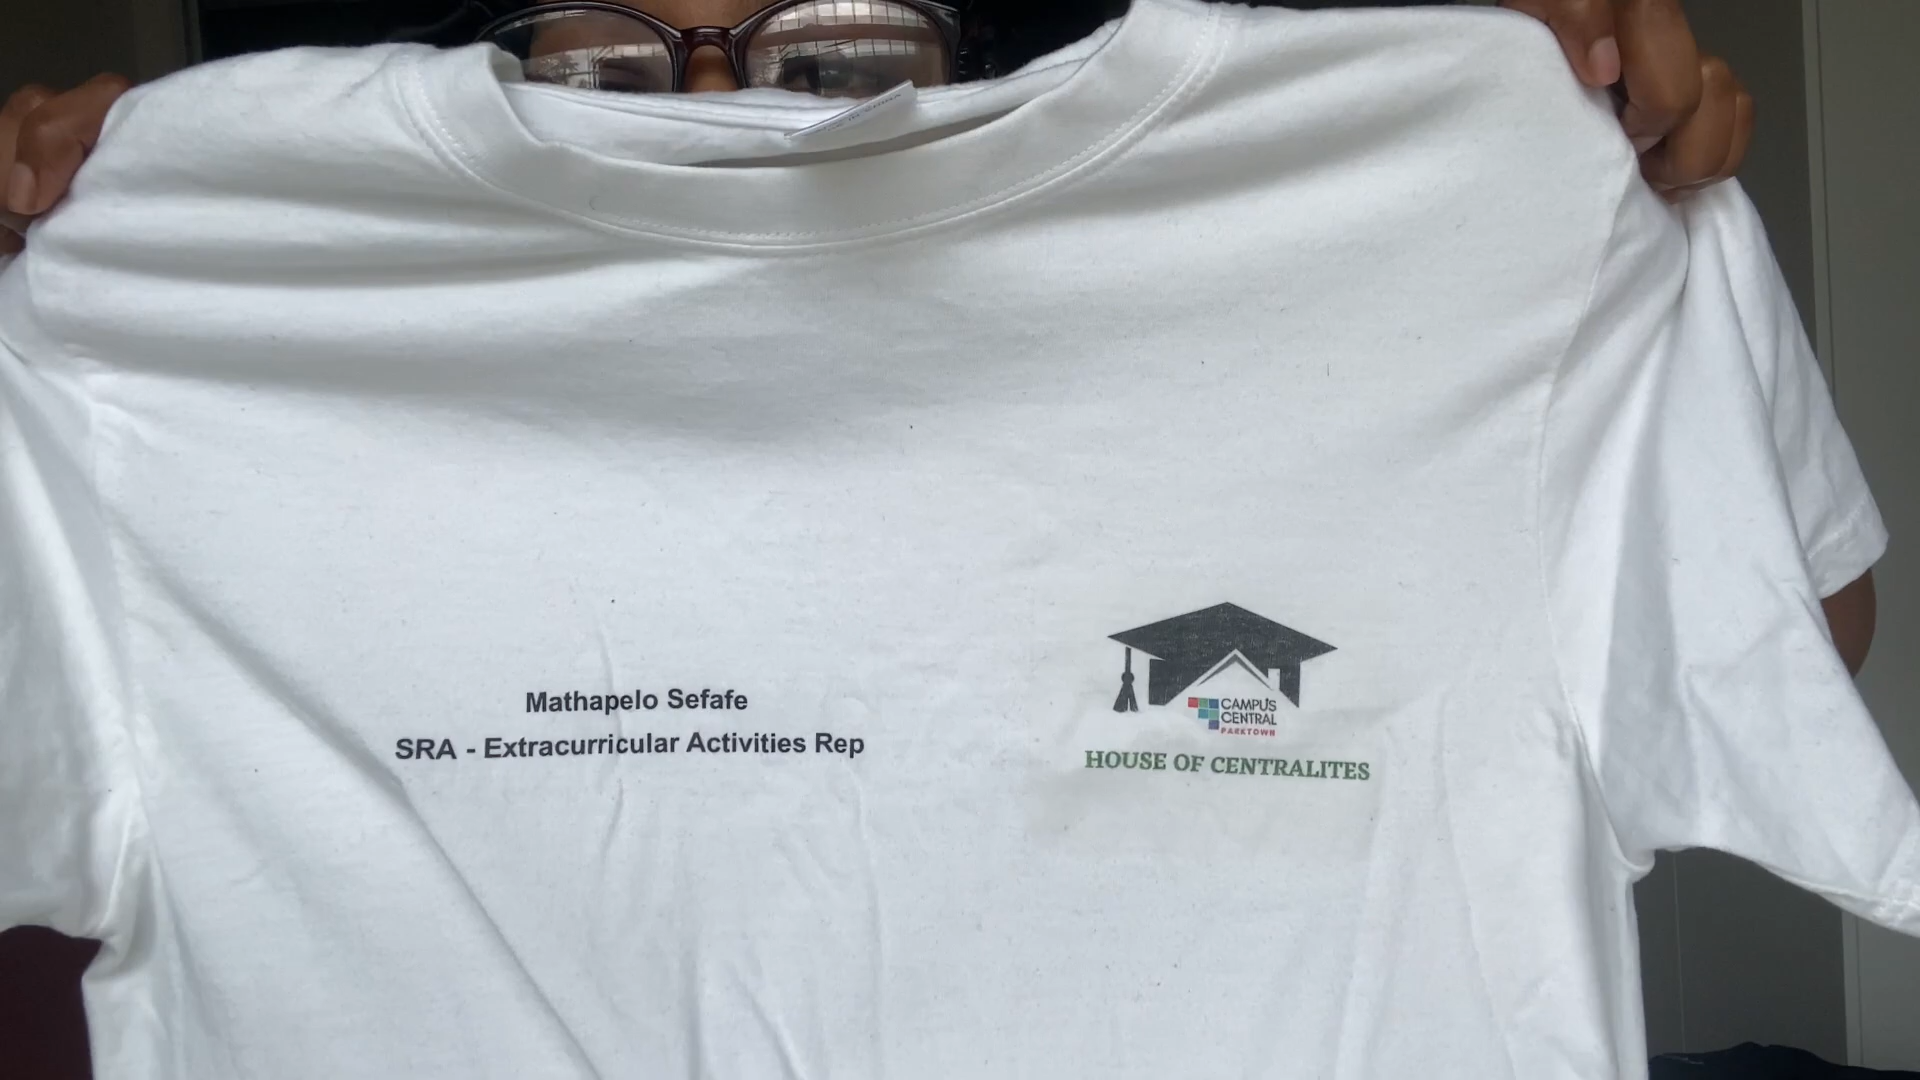 Mathapelo Sefafe
SRA - Extracurricular Activities Rep
CAMPUS
CENTRAL
PARKTOWN
HOUSE OF CENTRALITES